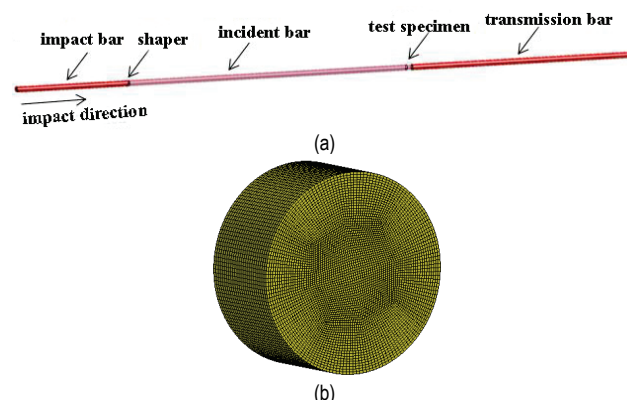 transmission bar
test specimen
incident bar
shaper
impact bar
impact direction
(a)
(b)